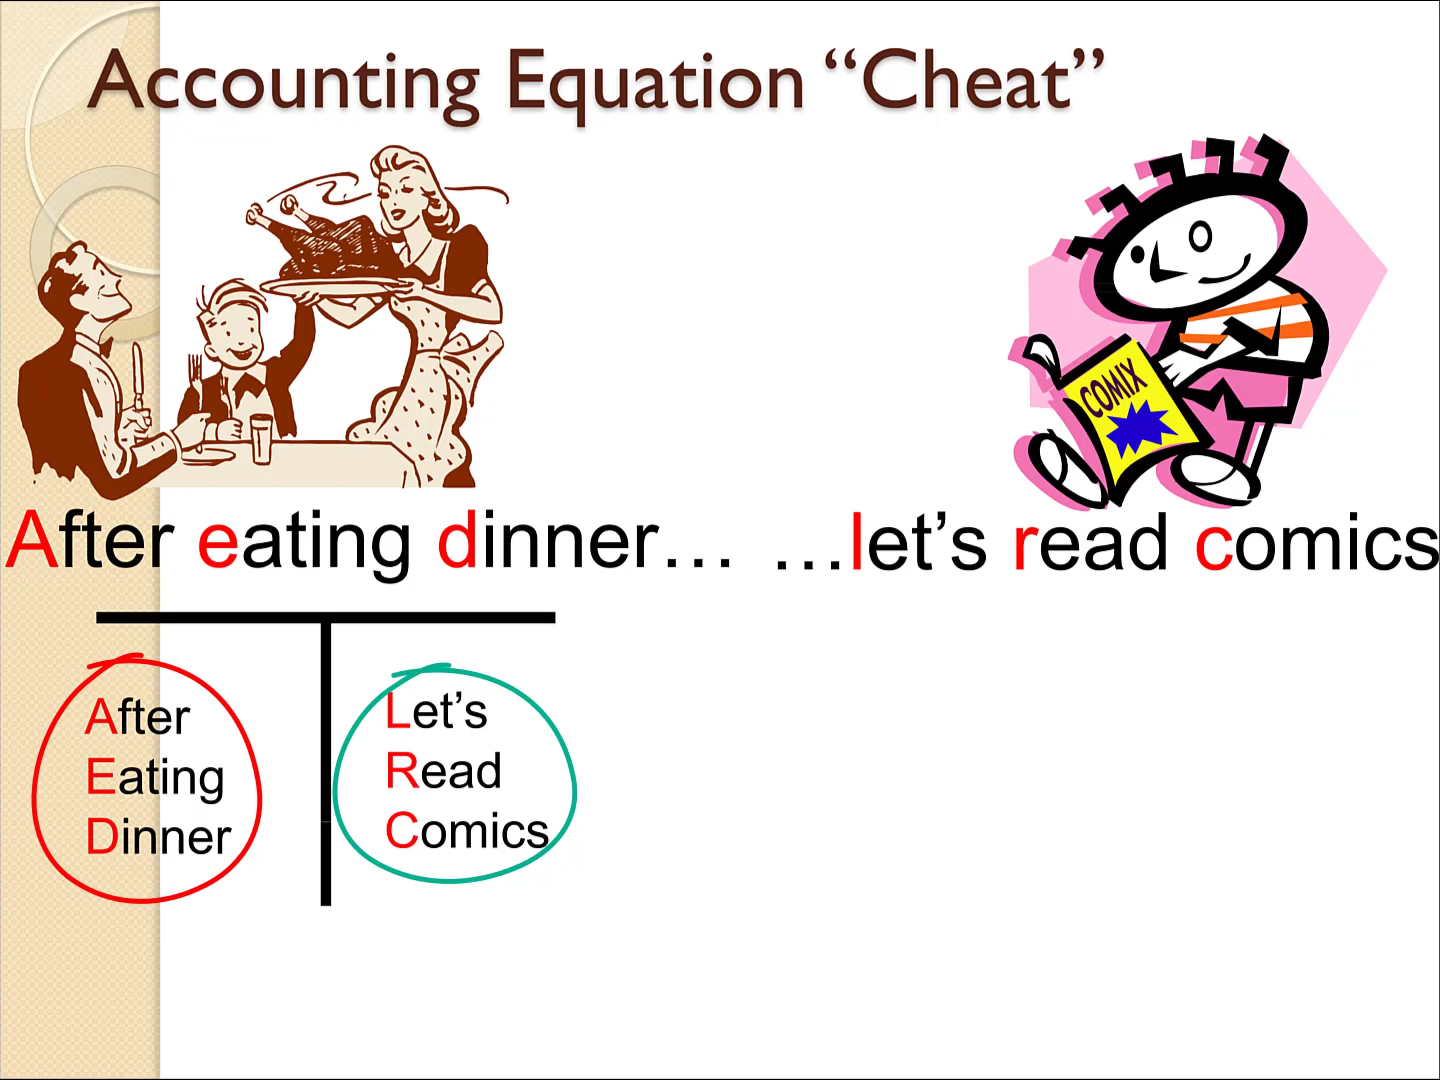 Accounting Equation “Cheat”
COMIX
After eating dinner… …let’s read comics
After
Eating
Dinner
Let’s
Read
Comics